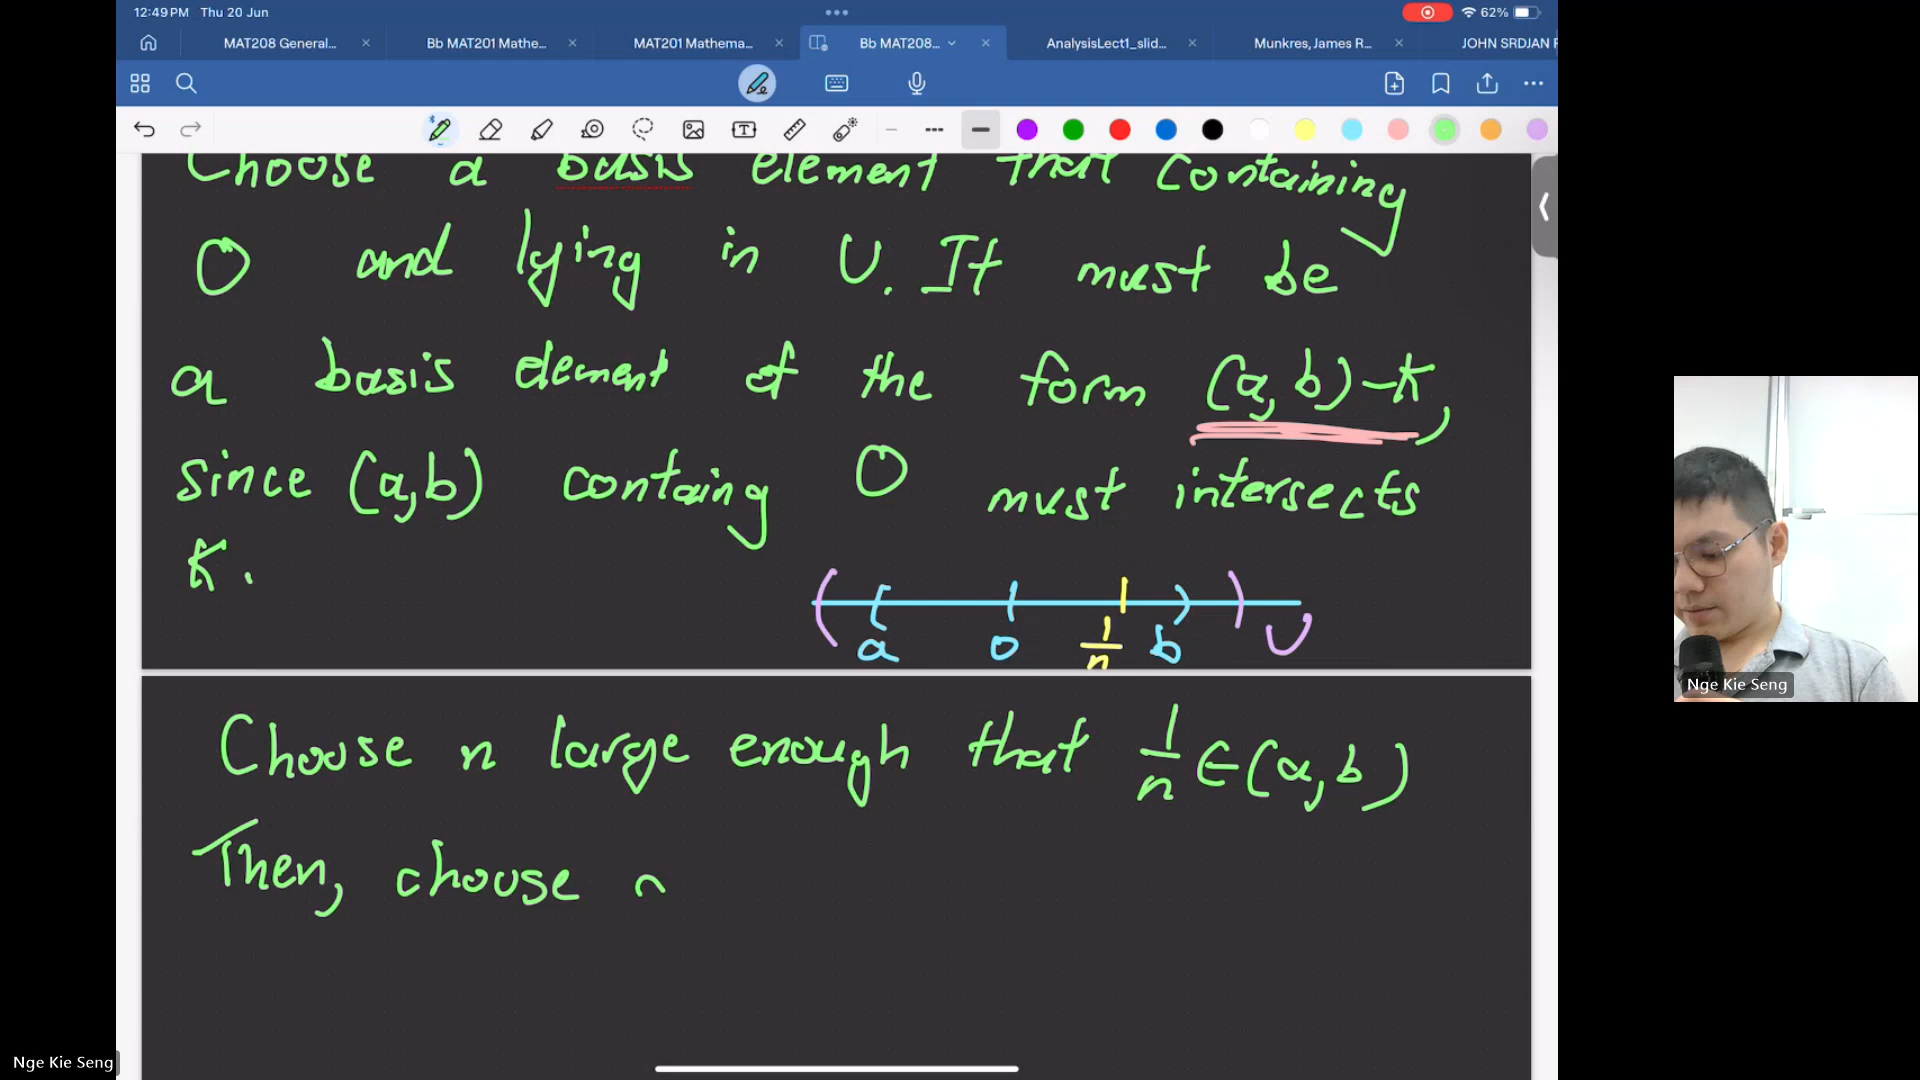 12:49 PM Thu 20 Jun
62%
MAT208 General...
Bb MAT201 Mathe...
MAT201 Mathema...
Bb MAT208...
AnalysisLect1_slid...
Munkres, James R...
JOHN SRDJAN
Choose a basis element that containing
0 and lying in U. It must be
a basis element of the form (a,b)-K,
since (a,b) containg 0 must intersects
K.
a 0 1/n b U
Choose n large enough that 1/n ∈ (a,b)
Then, choose
Nge Kie Seng
Nge Kie Seng